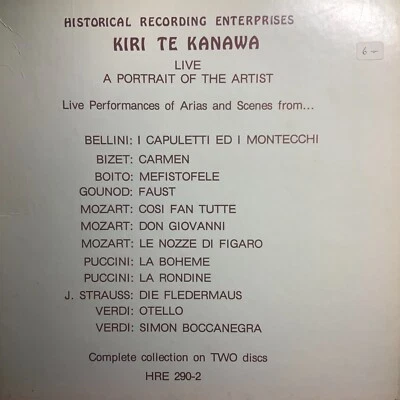 HISTORICAL RECORDING ENTERPRISES
KIRI TE KANAWA
LIVE
A PORTRAIT OF THE ARTIST
6 —
Live Performances of Arias and Scenes from...
BELLINI: I CAPULETTI ED I MONTECCHI
BIZET: CARMEN
BOITO: MEFISTOFELE
GOUNOD: FAUST
MOZART: COSI FAN TUTTE
MOZART: DON GIOVANNI
MOZART: LE NOZZE DI FIGARO
PUCCINI: LA BOHEME
PUCCINI: LA RONDINE
J. STRAUSS: DIE FLEDERMAUS
VERDI: OTELLO
VERDI: SIMON BOCCANEGRA
Complete collection on TWO discs
HRE 290-2